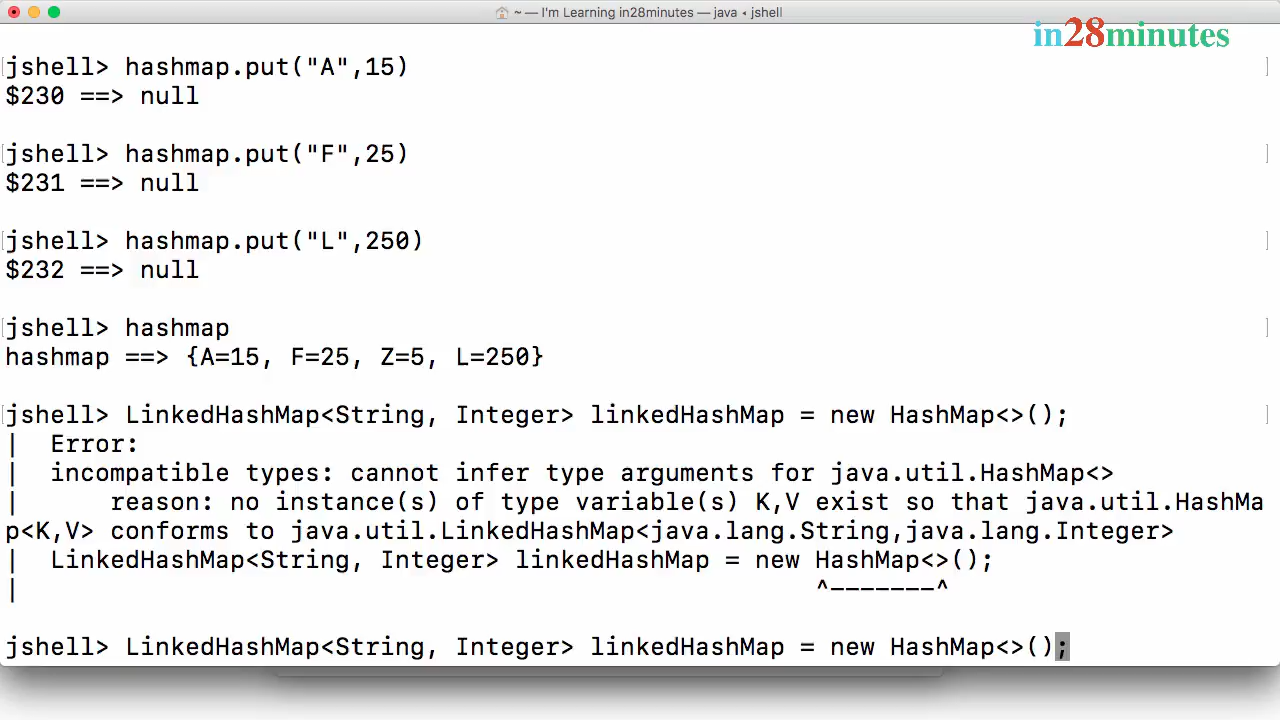 ~ — I'm Learning in28minutes — java ◂ jshell
in28minutes
jshell> hashmap.put("A",15)
$230 ==> null
jshell> hashmap.put("F",25)
$231 ==> null
jshell> hashmap.put("L",250)
$232 ==> null
jshell> hashmap
hashmap ==> {A=15, F=25, Z=5, L=250}
jshell> LinkedHashMap<String, Integer> linkedHashMap = new HashMap<>();
|  Error:
|  incompatible types: cannot infer type arguments for java.util.HashMap<>
|      reason: no instance(s) of type variable(s) K,V exist so that java.util.HashMa
p<K,V> conforms to java.util.LinkedHashMap<java.lang.String,java.lang.Integer>
|  LinkedHashMap<String, Integer> linkedHashMap = new HashMap<>();
|                                                     ^-------^
jshell> LinkedHashMap<String, Integer> linkedHashMap = new HashMap<>();